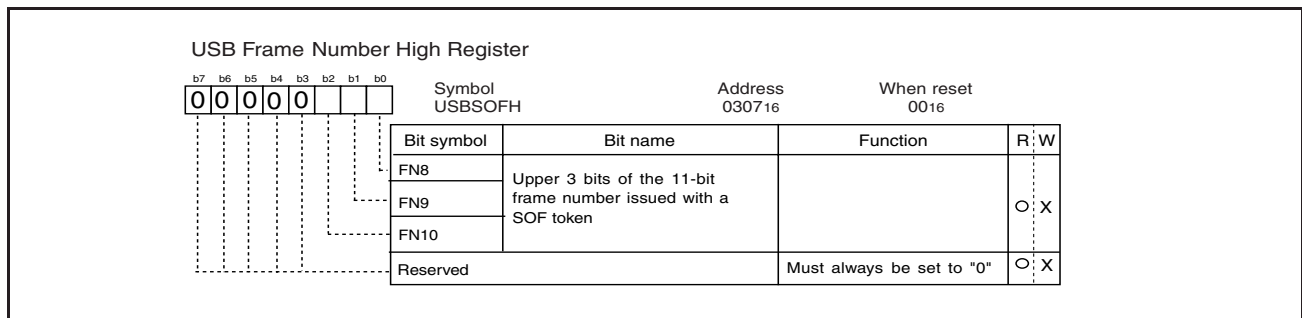 USB Frame Number High Register
b7 b6 b5 b4 b3 b2 b1 b0
0 0 0 0 0
Symbol Address When reset
USBSOFH 030716 0016
Bit symbol Bit name Function R W
FN8
FN9
FN10
Upper 3 bits of the 11-bit
frame number issued with a
SOF token
O X
Reserved Must always be set to "0" O X